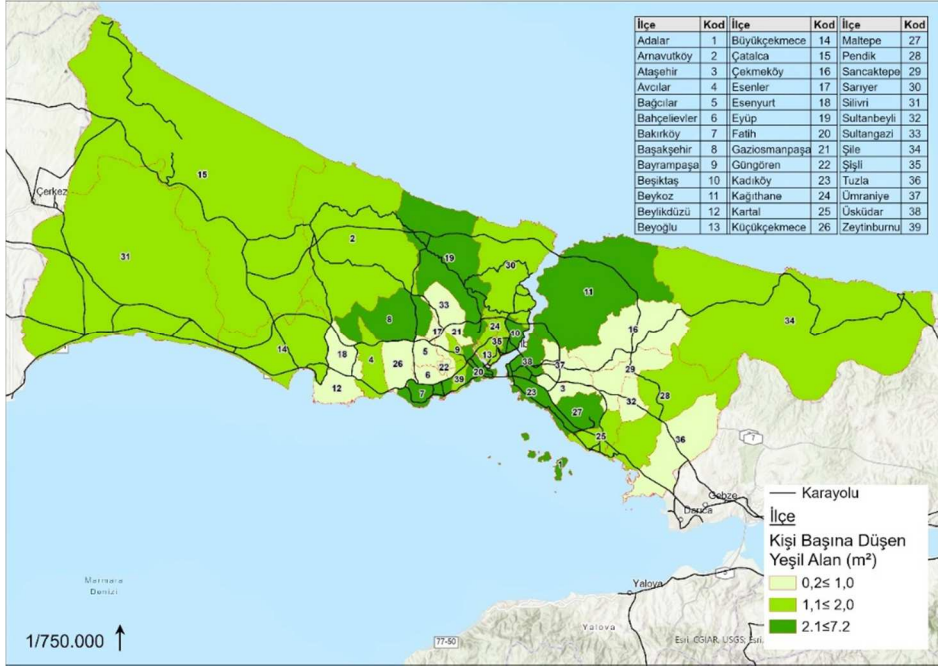 İlçe Kod İlçe Kod İlçe Kod
Adalar 1 Büyükçekmece 14 Maltepe 27
Arnavutköy 2 Çatalca 15 Pendik 28
Ataşehir 3 Çekmeköy 16 Sancaktepe 29
Avcılar 4 Esenler 17 Sarıyer 30
Bağcılar 5 Esenyurt 18 Silivri 31
Bahçelievler 6 Eyüp 19 Sultanbeyli 32
Bakırköy 7 Fatih 20 Sultangazi 33
Başakşehir 8 Gaziosmanpaşa 21 Şile 34
Bayrampaşa 9 Güngören 22 Şişli 35
Beşiktaş 10 Kadıköy 23 Tuzla 36
Beykoz 11 Kağıthane 24 Ümraniye 37
Beylikdüzü 12 Kartal 25 Üsküdar 38
Beyoğlu 13 Küçükçekmece 26 Zeytinburnu 39
15
Çerkez
2
31
19
30
11
33
8
34
16
17
21
24
10
35
14
18
4
26
5
9
13
38
37
29
6
22
20
12
7
39
23
3
32
28
27
25
36
1
7
Gebze
Darıca
Karayolu
İlçe
Kişi Başına Düşen
Yeşil Alan (m²)
0,2≤ 1,0
1,1≤ 2,0
2.1≤7.2
Marmara
Denizi
Yalova
Yalova
77-50
1/750.000
Esri, CGIAR, USGS, Esri,